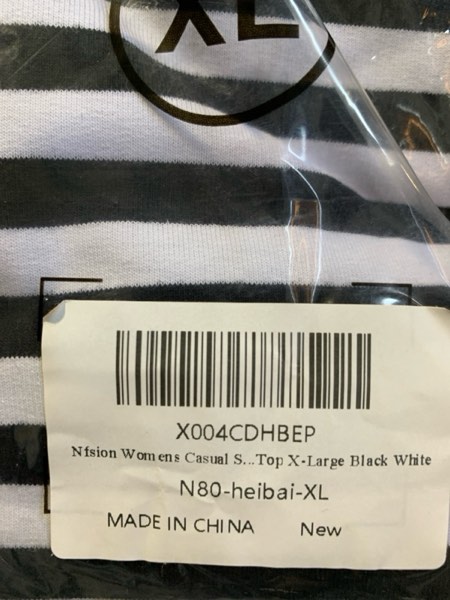 XL
X004CDHBEP
Nfsion Womens Casual S...Top X-Large Black White
N80-heibai-XL
MADE IN CHINA New